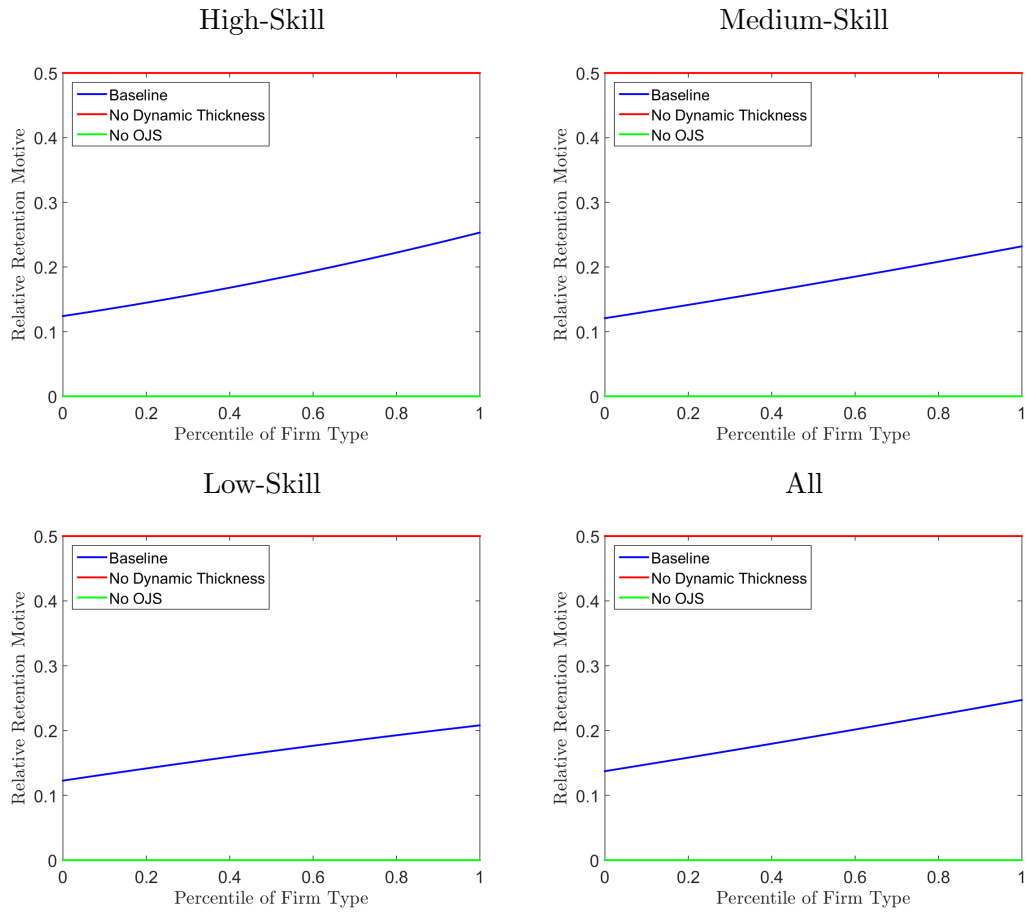 High-Skill
Relative Retention Motive
0.5
0.4
0.3
0.2
0.1
0
Baseline
No Dynamic Thickness
No OJS
0 0.2 0.4 0.6 0.8 1
Percentile of Firm Type
Medium-Skill
Relative Retention Motive
0.5
0.4
0.3
0.2
0.1
0
Baseline
No Dynamic Thickness
No OJS
0 0.2 0.4 0.6 0.8 1
Percentile of Firm Type
Low-Skill
Relative Retention Motive
0.5
0.4
0.3
0.2
0.1
0
Baseline
No Dynamic Thickness
No OJS
0 0.2 0.4 0.6 0.8 1
Percentile of Firm Type
All
Relative Retention Motive
0.5
0.4
0.3
0.2
0.1
0
Baseline
No Dynamic Thickness
No OJS
0 0.2 0.4 0.6 0.8 1
Percentile of Firm Type